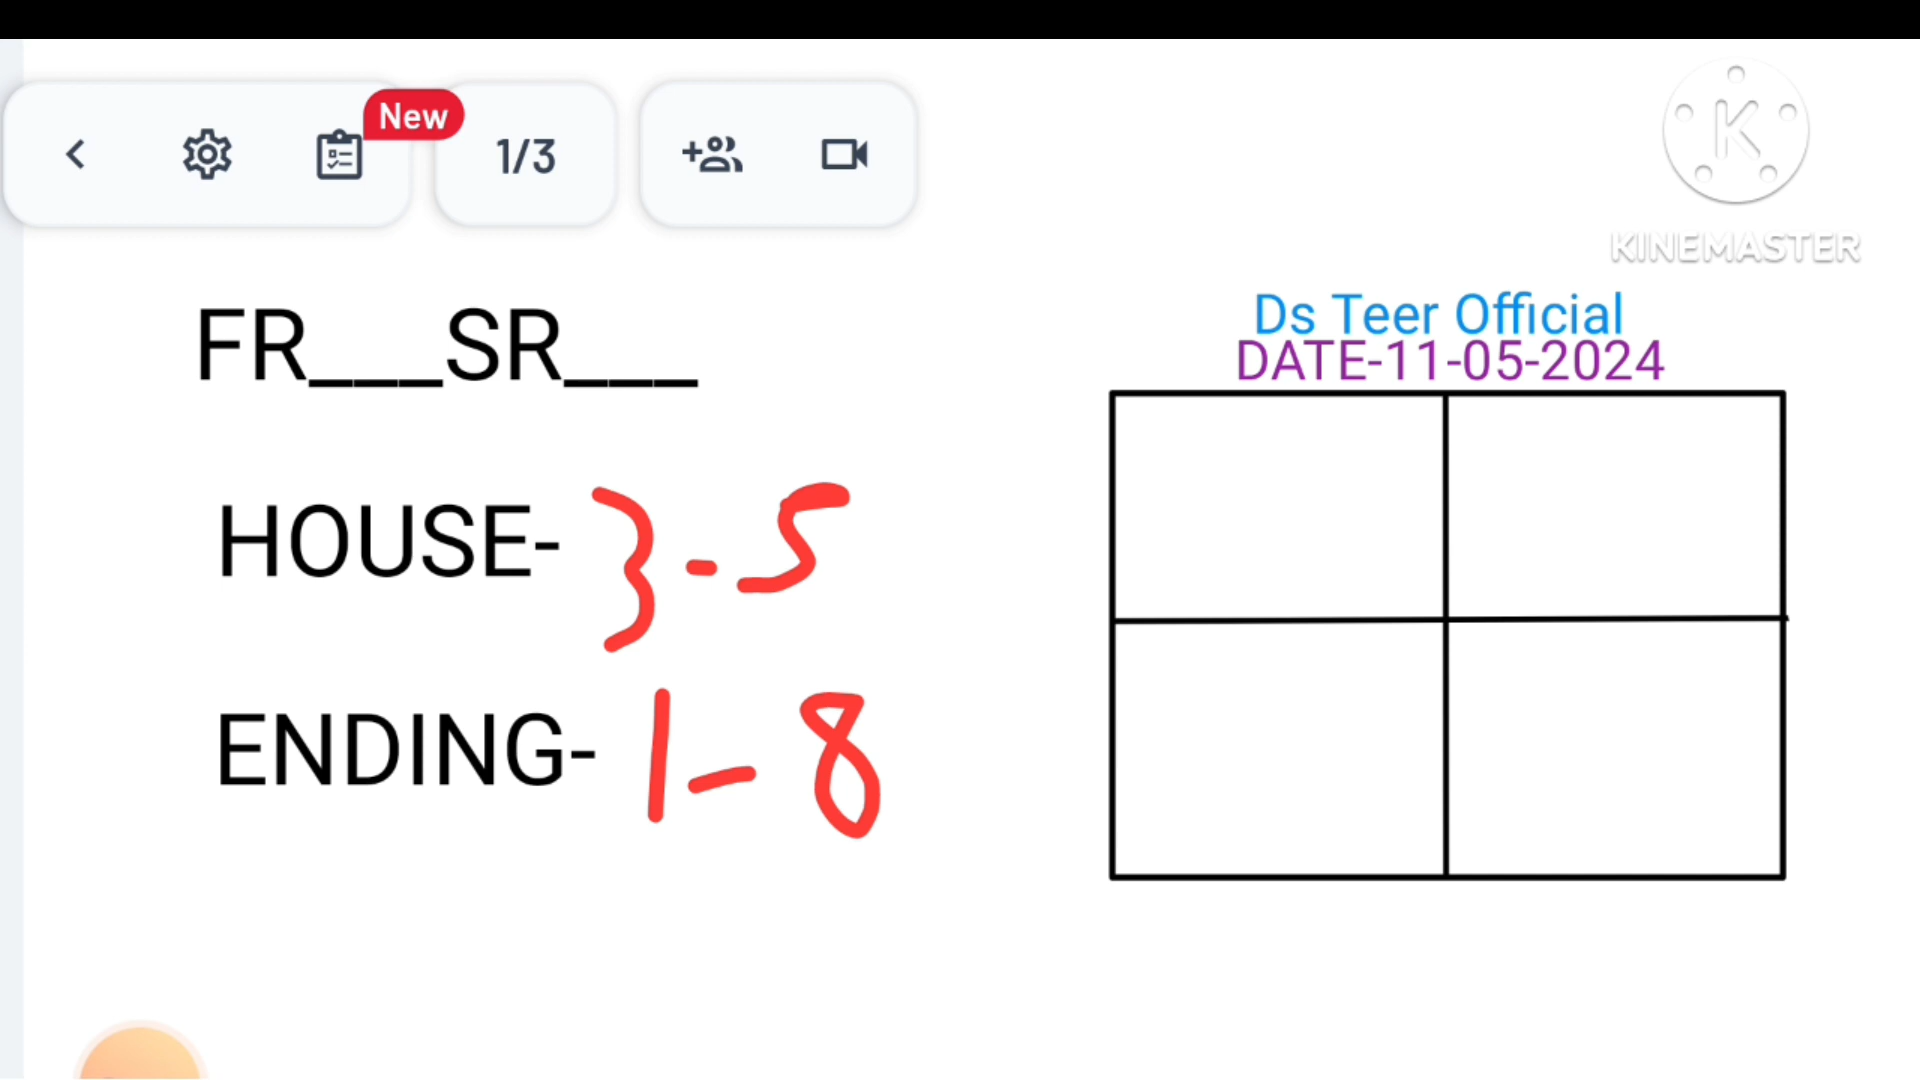 New
1/3
KINEMASTER
FR___SR___
Ds Teer Official
DATE-11-05-2024
HOUSE- 3-5
ENDING- 1-8